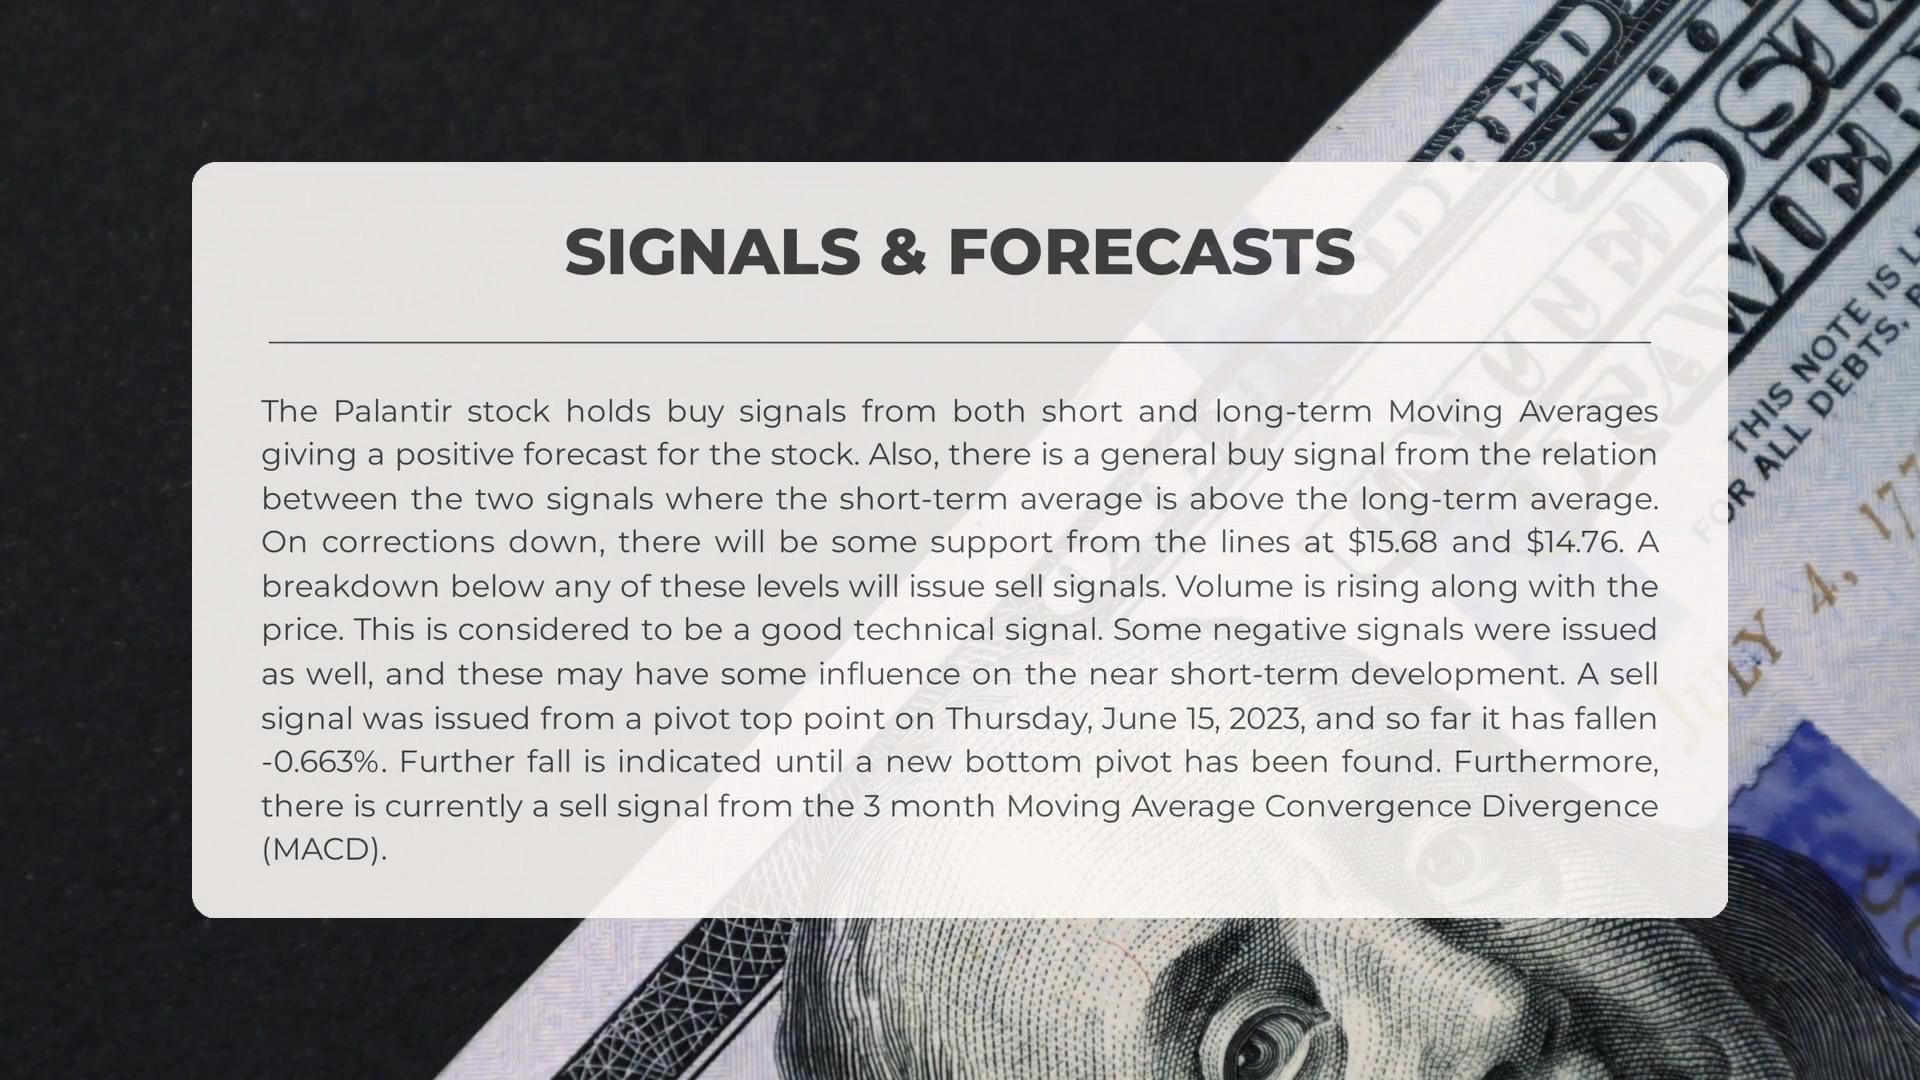 SIGNALS & FORECASTS
The Palantir stock holds buy signals from both short and long-term Moving Averages
giving a positive forecast for the stock. Also, there is a general buy signal from the relation
between the two signals where the short-term average is above the long-term average.
On corrections down, there will be some support from the lines at $15.68 and $14.76. A
breakdown below any of these levels will issue sell signals. Volume is rising along with the
price. This is considered to be a good technical signal. Some negative signals were issued
as well, and these may have some influence on the near short-term development. A sell
signal was issued from a pivot top point on Thursday, June 15, 2023, and so far it has fallen
-0.663%. Further fall is indicated until a new bottom pivot has been found. Furthermore,
there is currently a sell signal from the 3 month Moving Average Convergence Divergence
(MACD).
THIS NOTE IS
FOR ALL DEBTS,
JULY 4,